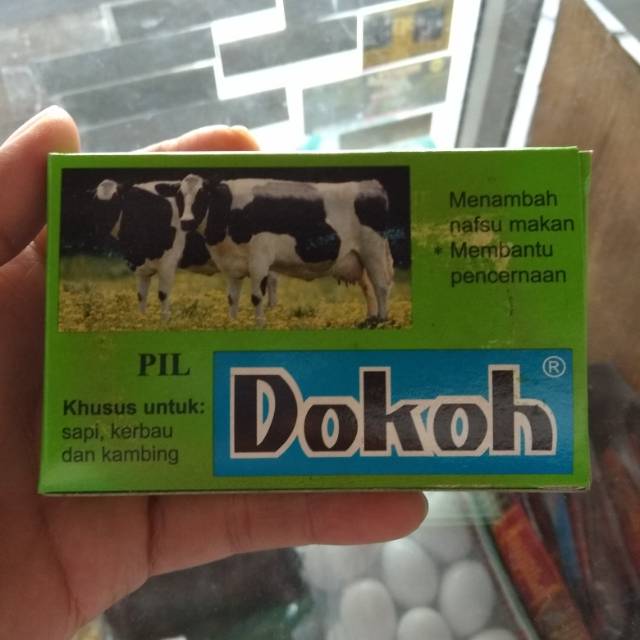 Menambah
nafsu makan
* Membantu
pencernaan
PIL
Khusus untuk:
sapi, kerbau
dan kambing
Dokoh®